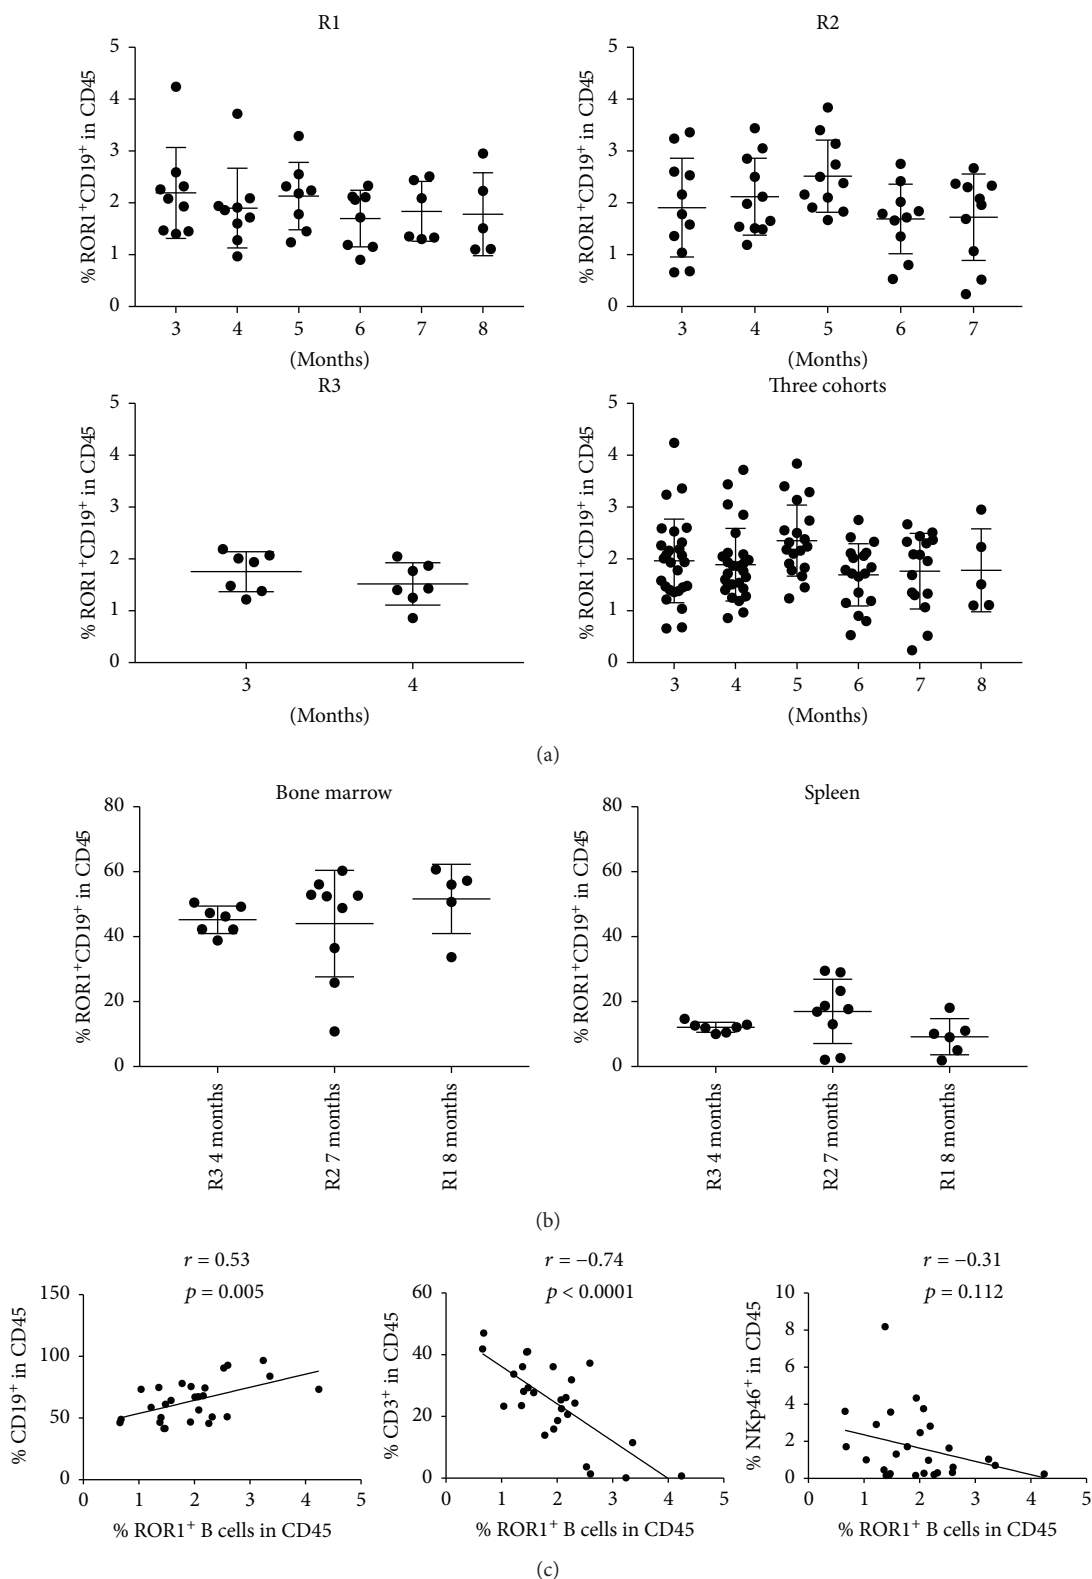 R1
% ROR1⁺CD19⁺ in CD45
5
4
3
2
1
0
3 4 5 6 7 8
(Months)
R2
% ROR1⁺CD19⁺ in CD45
5
4
3
2
1
0
3 4 5 6 7
(Months)
R3
% ROR1⁺CD19⁺ in CD45
5
4
3
2
1
0
3 4
(Months)
Three cohorts
% ROR1⁺CD19⁺ in CD45
5
4
3
2
1
0
3 4 5 6 7 8
(Months)
(a)
Bone marrow
% ROR1⁺CD19⁺ in CD45
80
60
40
20
0
R3 4 months
R2 7 months
R1 8 months
Spleen
% ROR1⁺CD19⁺ in CD45
80
60
40
20
0
R3 4 months
R2 7 months
R1 8 months
(b)
r = 0.53
p = 0.005
% CD19⁺ in CD45
150
100
50
0
0 1 2 3 4 5
% ROR1⁺ B cells in CD45
r = −0.74
p < 0.0001
% CD3⁺ in CD45
60
40
20
0
0 1 2 3 4 5
% ROR1⁺ B cells in CD45
r = −0.31
p = 0.112
% NKp46⁺ in CD45
10
8
6
4
2
0
0 1 2 3 4 5
% ROR1⁺ B cells in CD45
(c)